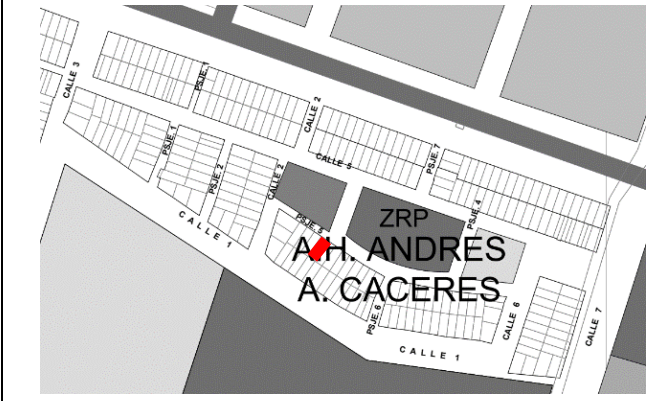 CALLE 3
PSJE. 1
CALLE 2
PSJE. 7
PSJE. 1
PSJE. 2
CALLE 2
CALLE 5
PSJE. 4
PSJE. 5
ZRP
A.H. ANDRES
A. CACERES
CALLE 1
PSJE. 6
CALLE 6
CALLE 7
CALLE 1